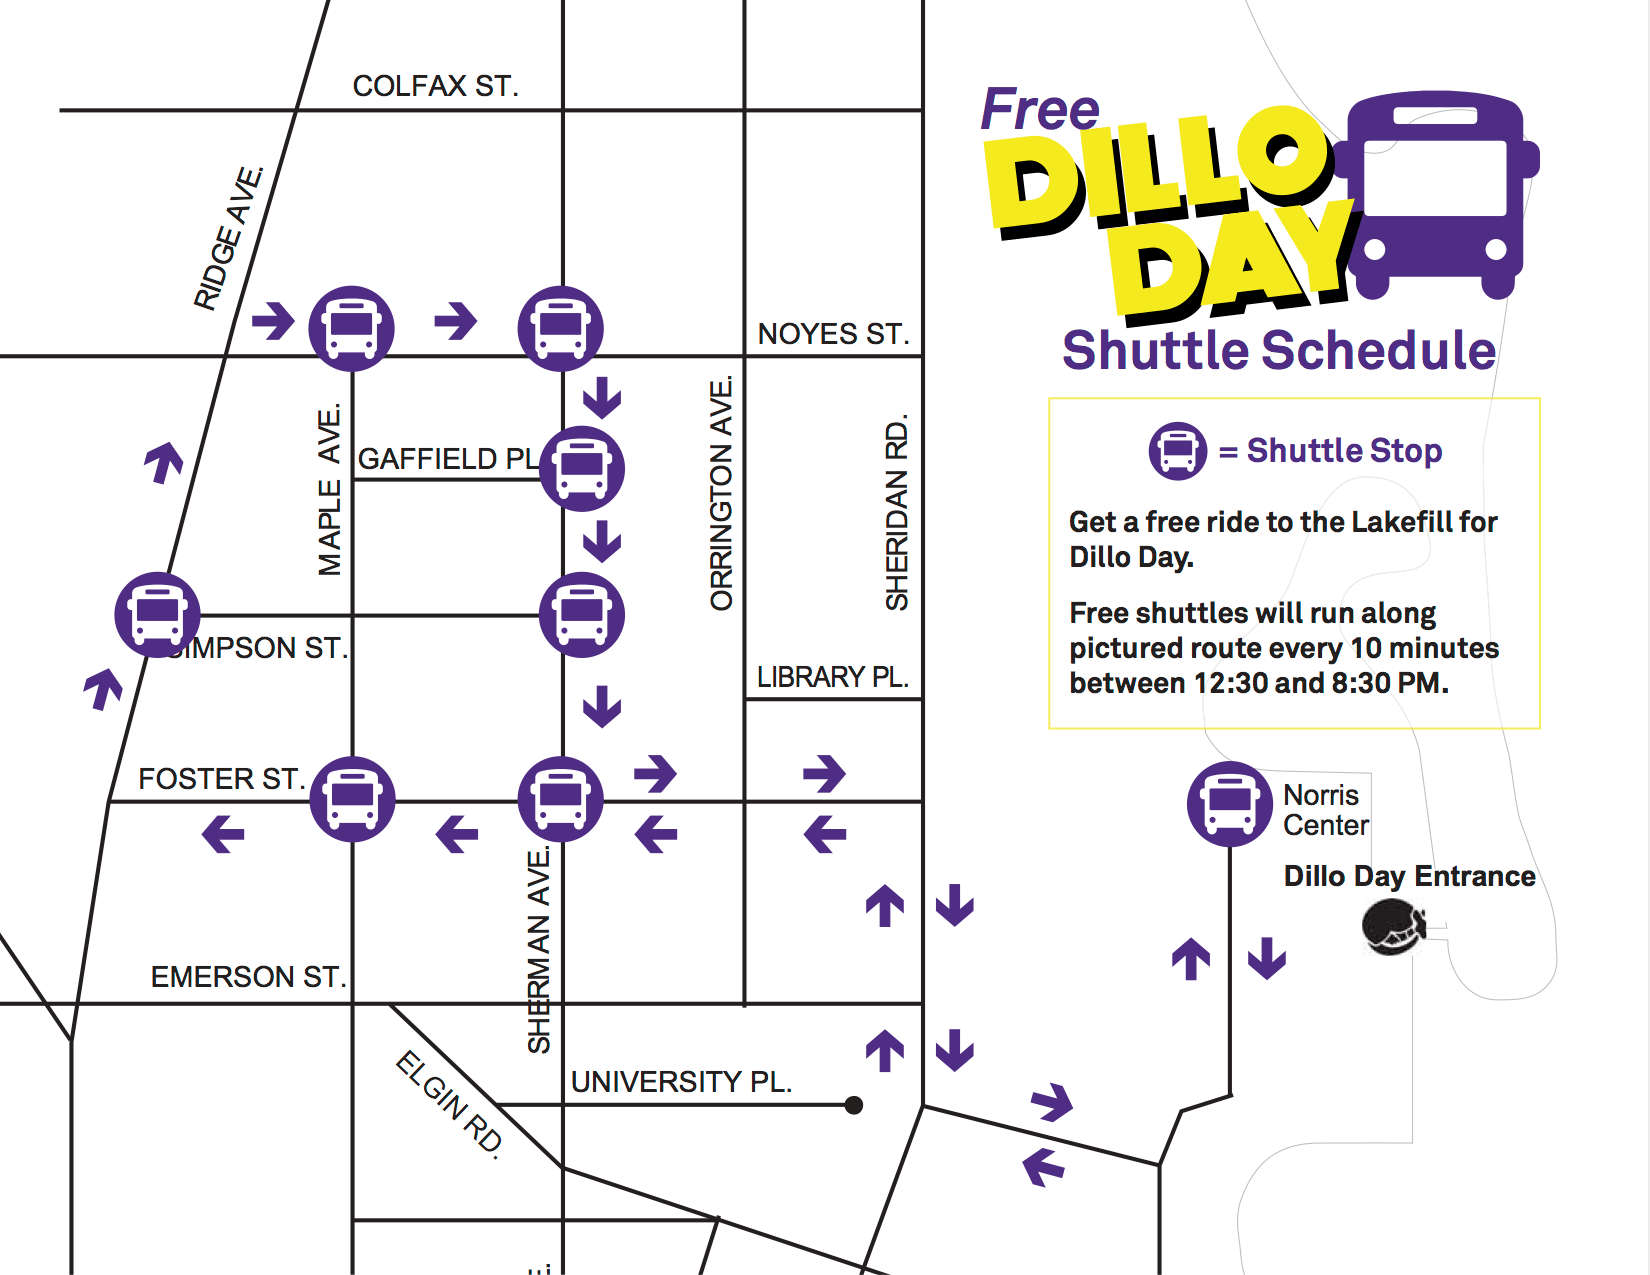 COLFAX ST.
Free
DILLO
DAY
RIDGE AVE.
NOYES ST.
Shuttle Schedule
MAPLE AVE.
GAFFIELD PL
ORRINGTON AVE.
SHERIDAN RD.
= Shuttle Stop
Get a free ride to the Lakefill for
Dillo Day.
Free shuttles will run along
pictured route every 10 minutes
between 12:30 and 8:30 PM.
SIMPSON ST.
LIBRARY PL.
FOSTER ST.
Norris
Center
Dillo Day Entrance
SHERMAN AVE.
EMERSON ST.
ELGIN RD.
UNIVERSITY PL.
E.